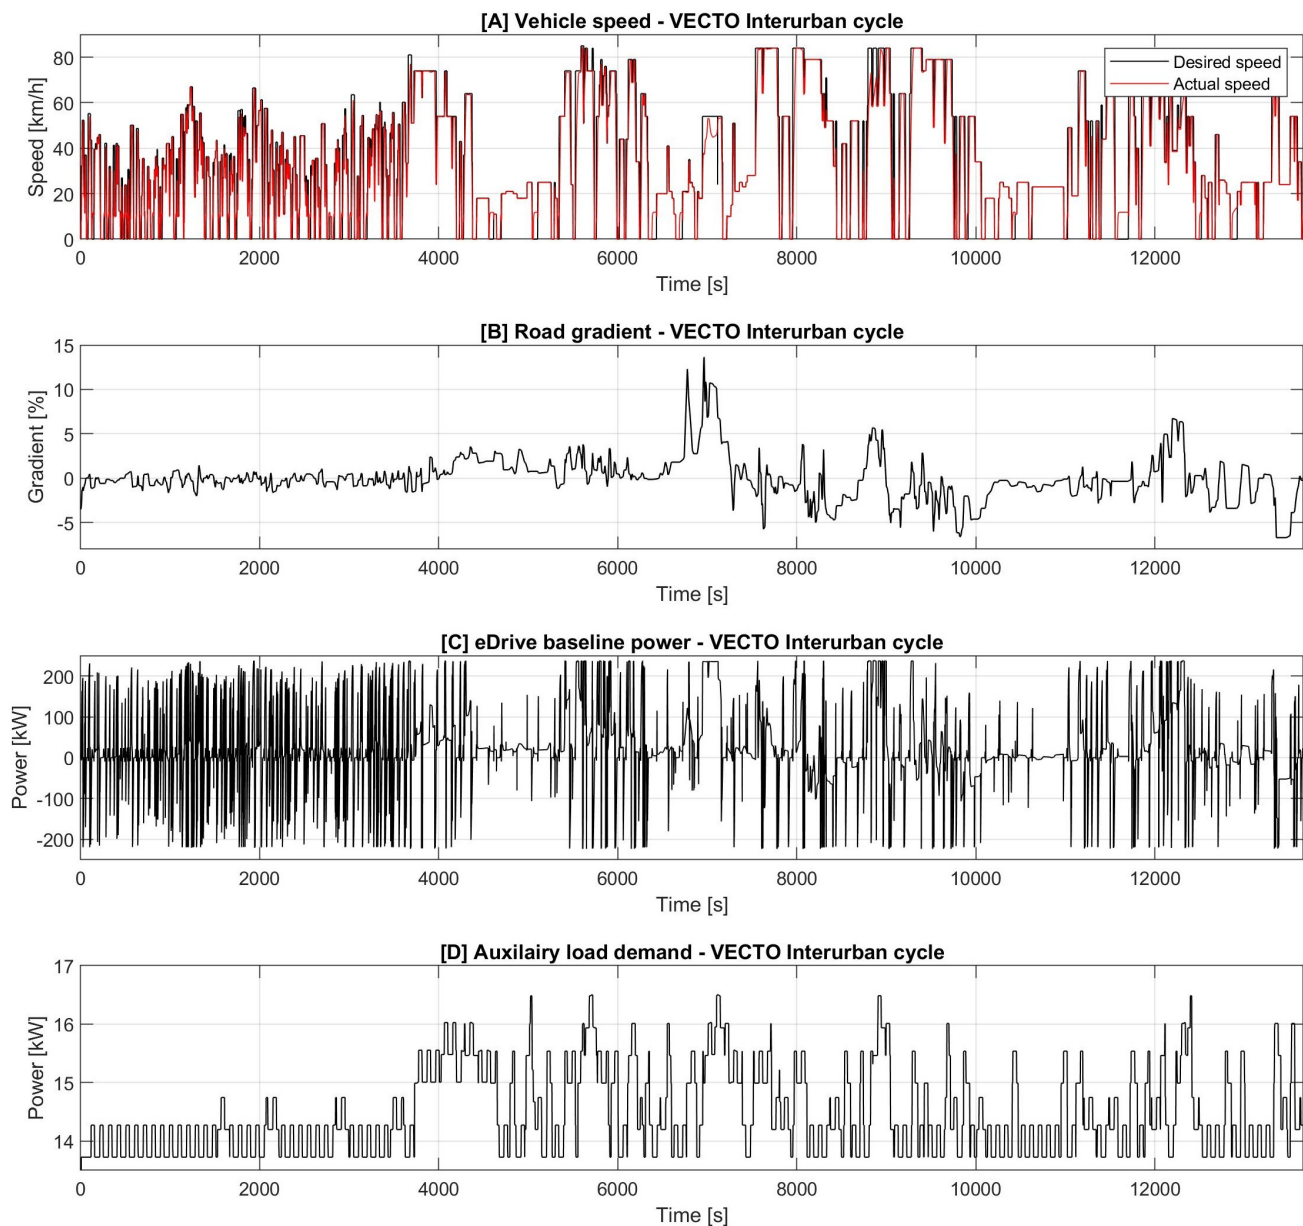 [A] Vehicle speed - VECTO Interurban cycle
Speed [km/h]
80
60
40
20
0
Desired speed
Actual speed
0 2000 4000 6000 8000 10000 12000
Time [s]
[B] Road gradient - VECTO Interurban cycle
Gradient [%]
15
10
5
0
-5
0 2000 4000 6000 8000 10000 12000
Time [s]
[C] eDrive baseline power - VECTO Interurban cycle
Power [kW]
200
100
0
-100
-200
0 2000 4000 6000 8000 10000 12000
Time [s]
[D] Auxilairy load demand - VECTO Interurban cycle
Power [kW]
17
16
15
14
0 2000 4000 6000 8000 10000 12000
Time [s]